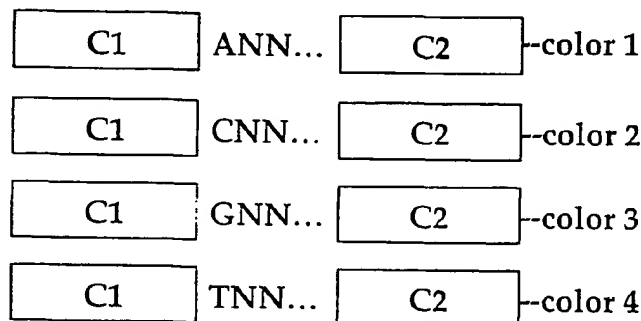 C1 ANN... C2 --color 1
C1 CNN... C2 --color 2
C1 GNN... C2 --color 3
C1 TNN... C2 --color 4